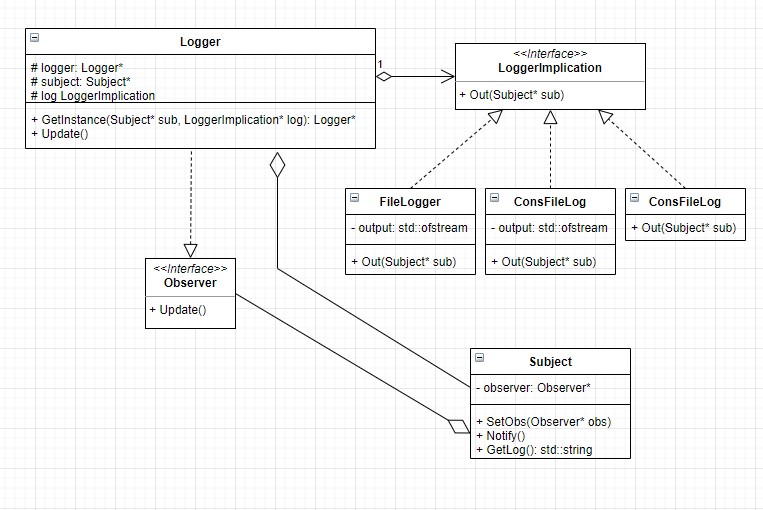 Logger
# logger: Logger*
# subject: Subject*
# log LoggerImplication
+ GetInstance(Subject* sub, LoggerImplication* log): Logger*
+ Update()
1
<<Interface>>
LoggerImplication
+ Out(Subject* sub)
FileLogger
- output: std::ofstream
+ Out(Subject* sub)
ConsFileLog
- output: std::ofstream
+ Out(Subject* sub)
ConsFileLog
+ Out(Subject* sub)
<<Interface>>
Observer
+ Update()
Subject
- observer: Observer*
+ SetObs(Observer* obs)
+ Notify()
+ GetLog(): std::string